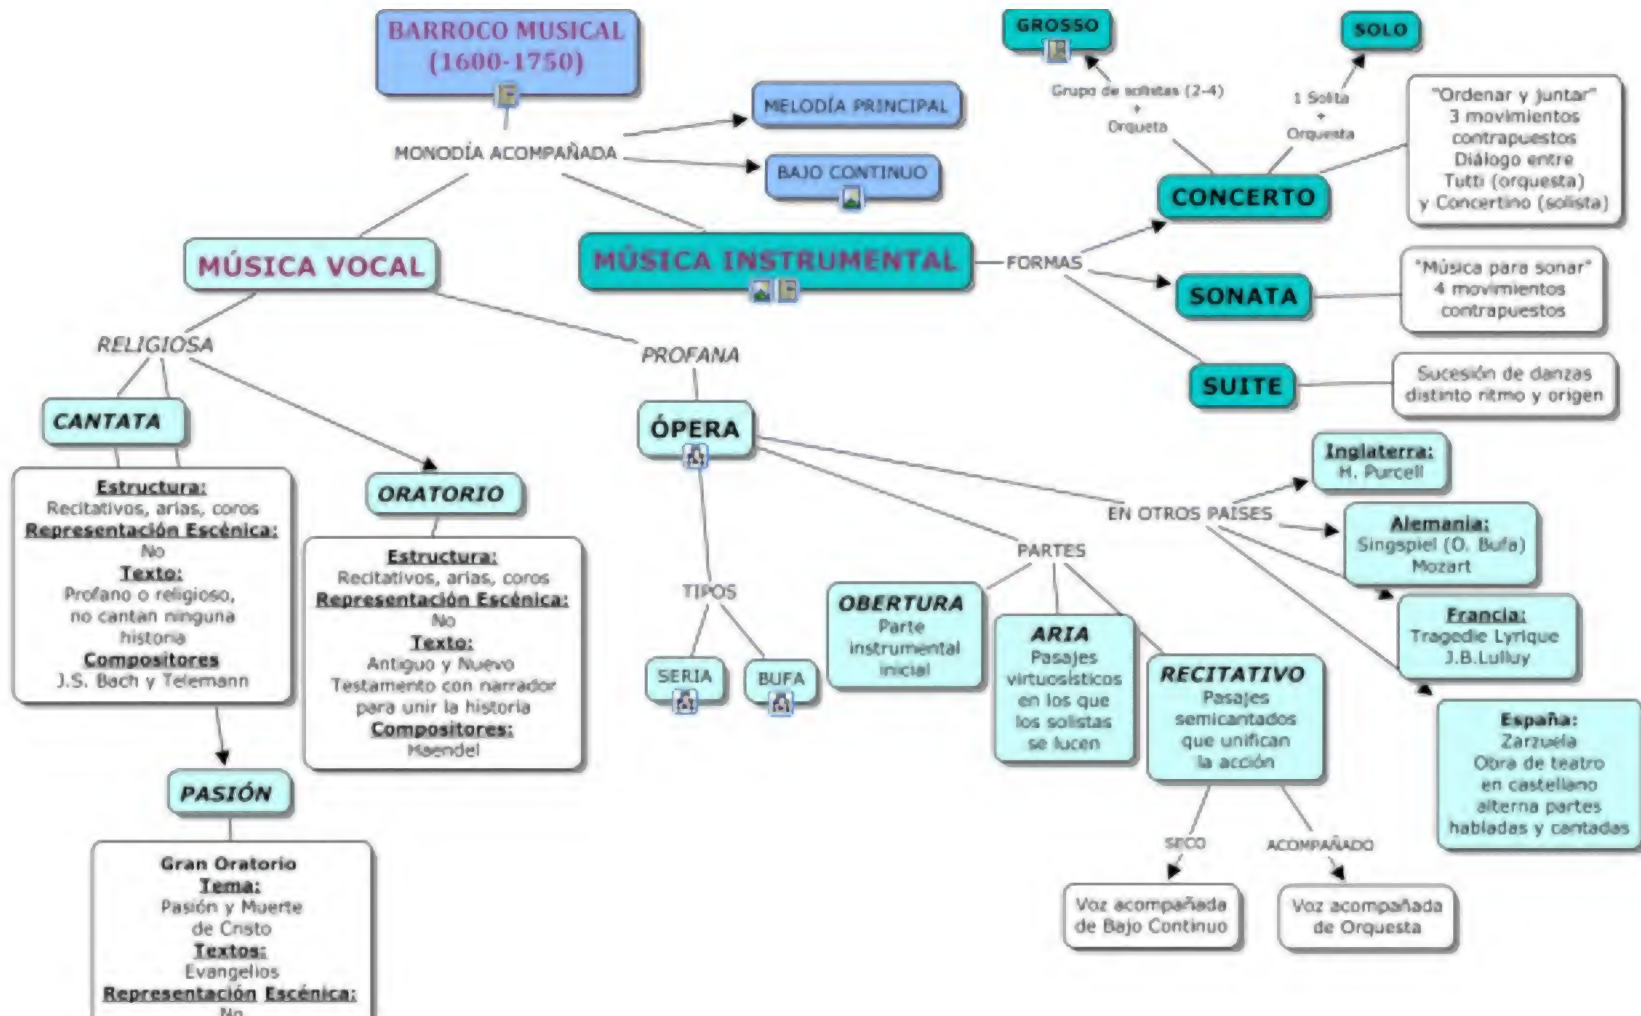 BARROCO MUSICAL
(1600-1750)
MONODÍA ACOMPAÑADA
MELODÍA PRINCIPAL
BAJO CONTINUO
MÚSICA VOCAL
MÚSICA INSTRUMENTAL
FORMAS
GROSSO
SOLO
Grupo de solistas (2-4)
+
Orqueta
1 Solita
+
Orquesta
CONCERTO
"Ordenar y juntar"
3 movimientos
contrapuestos
Diálogo entre
Tutti (orquesta)
y Concertino (solista)
SONATA
"Música para sonar"
4 movimientos
contrapuestos
SUITE
Sucesión de danzas
distinto ritmo y origen
RELIGIOSA
PROFANA
CANTATA
Estructura:
Recitativos, arias, coros
Representación Escénica:
No
Texto:
Profano o religioso,
no cantan ninguna
historia
Compositores
J.S. Bach y Telemann
ORATORIO
Estructura:
Recitativos, arias, coros
Representación Escénica:
No
Texto:
Antiguo y Nuevo
Testamento con narrador
para unir la historia
Compositores:
Haendel
PASIÓN
Gran Oratorio
Tema:
Pasión y Muerte
de Cristo
Textos:
Evangelios
Representación Escénica:
No
ÓPERA
TIPOS
SERIA
BUFA
PARTES
OBERTURA
Parte
instrumental
inicial
ARIA
Pasajes
virtuosísticos
en los que
los solistas
se lucen
RECITATIVO
Pasajes
semicantados
que unifican
la acción
SECO
ACOMPAÑADO
Voz acompañada
de Bajo Continuo
Voz acompañada
de Orquesta
EN OTROS PAISES
Inglaterra:
H. Purcell
Alemania:
Singspiel (O. Bufa)
Mozart
Francia:
Tragedie Lyrique
J.B.Lulluy
España:
Zarzuela
Obra de teatro
en castellano
alterna partes
habladas y cantadas